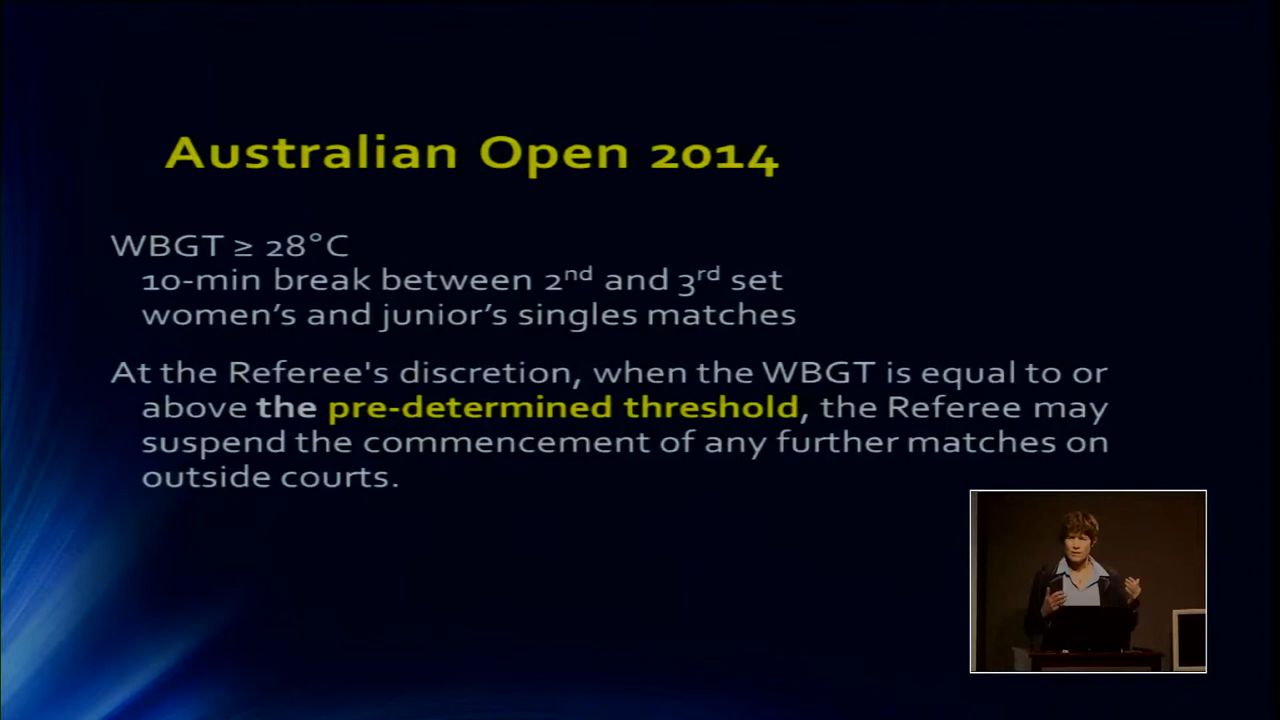 Australian Open 2014
WBGT ≥ 28°C
10-min break between 2nd and 3rd set
women’s and junior’s singles matches
At the Referee's discretion, when the WBGT is equal to or
above the pre-determined threshold, the Referee may
suspend the commencement of any further matches on
outside courts.